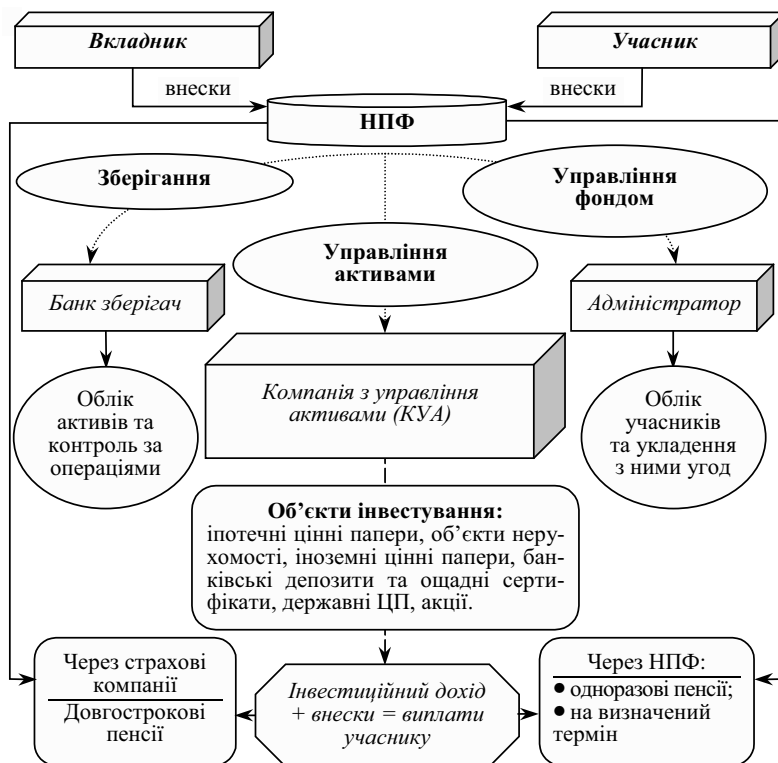 Вкладник
Учасник
внески
внески
НПФ
Зберігання
Управління
фондом
Управління
активами
Банк зберігач
Адміністратор
Компанія з управління
активами (КУА)
Облік
активів та
контроль за
операціями
Облік
учасників
та укладення
з ними угод
Об’єкти інвестування:
іпотечні цінні папери, об’єкти неру-
хомості, іноземні цінні папери, бан-
ківські депозити та ощадні серти-
фікати, державні ЦП, акції.
Через страхові
компанії
Довгострокові
пенсії
Інвестиційний дохід
+ внески = виплати
учаснику
Через НПФ:
● одноразові пенсії;
● на визначений
термін